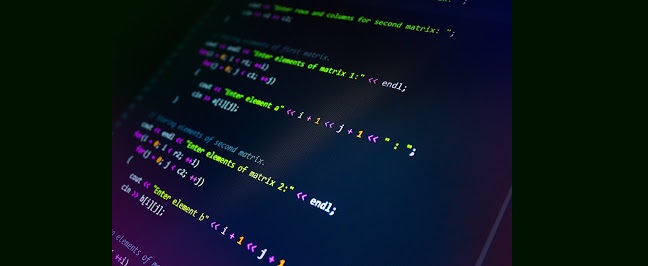 cout << "Enter rows and columns for second matrix: ";
cin >> r2 >> c2;
// Storing elements of first matrix.
cout << endl << "Enter elements of matrix 1:" << endl;
for(i = 0; i < r1; ++i)
for(j = 0; j < c1; ++j)
{
cout << "Enter element a" << i + 1 << j + 1 << " : ";
cin >> a[i][j];
}
// Storing elements of second matrix.
cout << endl << "Enter elements of matrix 2:" << endl;
for(i = 0; i < r2; ++i)
for(j = 0; j < c2; ++j)
{
cout << "Enter element b" << i + 1 << j + 1
cin >> b[i][j];
elements of
++i)